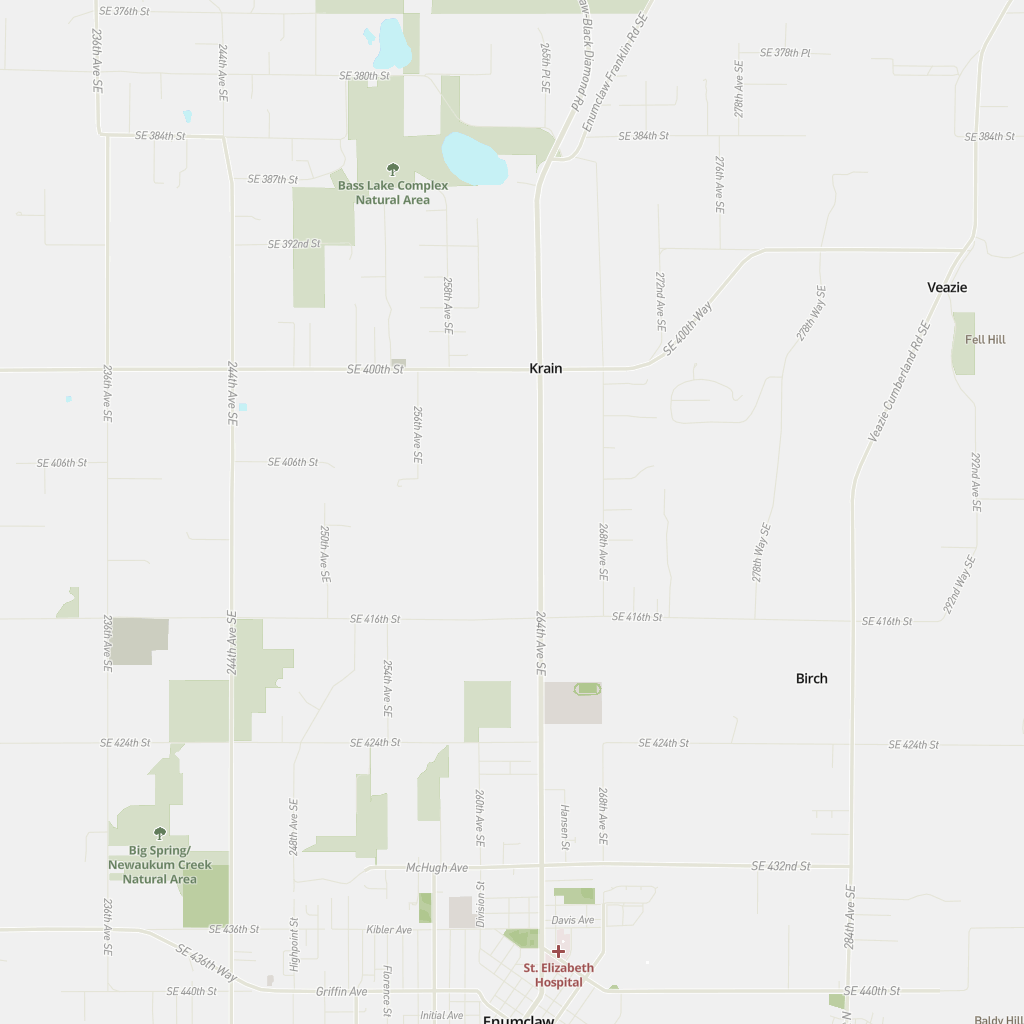 SE 376th St
236th Ave SE
244th Ave SE
SE 380th St
265th Pl SE
aw-Black Diamond Rd
Enumclaw Franklin Rd SE
SE 378th Pl
278th Ave SE
SE 384th St
SE 384th St
SE 384th St
276th Ave SE
SE 387th St
Bass Lake Complex
Natural Area
SE 392nd St
258th Ave SE
272nd Ave SE
SE 400th Way
278th Way SE
Veazie
Fell Hill
Veazie Cumberland Rd SE
236th Ave SE
244th Ave SE
SE 400th St
Krain
256th Ave SE
SE 406th St
SE 406th St
292nd Ave SE
250th Ave SE
268th Ave SE
278th Way SE
292nd Way SE
236th Ave SE
244th Ave SE
SE 416th St
264th Ave SE
SE 416th St
SE 416th St
254th Ave SE
Birch
SE 424th St
SE 424th St
SE 424th St
SE 424th St
248th Ave SE
260th Ave SE
Hansen St
268th Ave SE
Big Spring/
Newaukum Creek
Natural Area
McHugh Ave
SE 432nd St
236th Ave SE
SE 436th St
Highpoint St
Kibler Ave
Division St
Davis Ave
284th Ave SE
SE 436th Way
St. Elizabeth
Hospital
SE 440th St
Griffin Ave
Florence St
SE 440th St
Initial Ave
Enumclaw
N
Baldy Hill